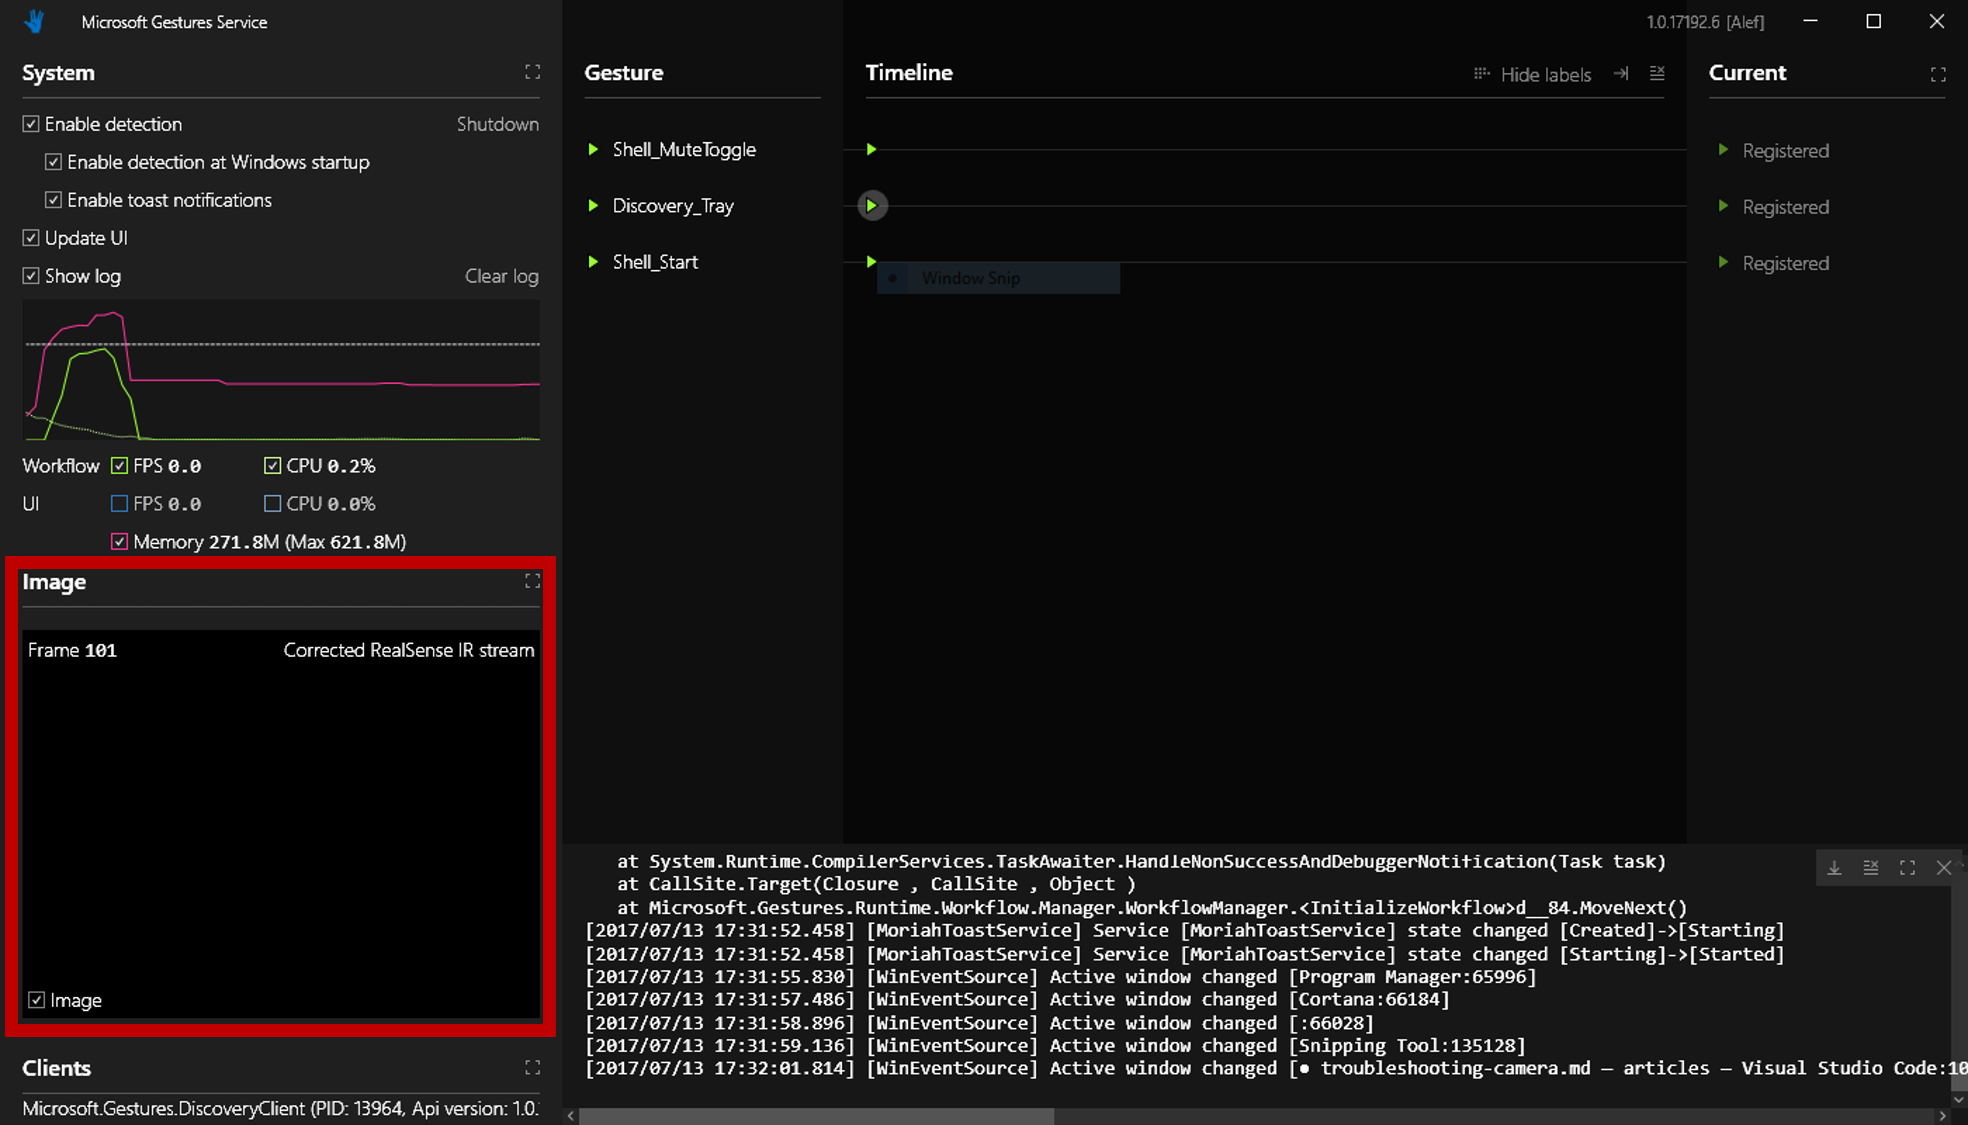 Microsoft Gestures Service
1.0.17192.6 [Alef]
System
Enable detection
Shutdown
Enable detection at Windows startup
Enable toast notifications
Update UI
Show log
Clear log
Workflow FPS 0.0 CPU 0.2%
UI FPS 0.0 CPU 0.0%
Memory 271.8M (Max 621.8M)
Image
Frame 101
Corrected RealSense IR stream
Image
Clients
Microsoft.Gestures.DiscoveryClient (PID: 13964, Api version: 1.0.
Gesture
Shell_MuteToggle
Discovery_Tray
Shell_Start
Timeline
Hide labels
Window Snip
Current
Registered
Registered
Registered
at System.Runtime.CompilerServices.TaskAwaiter.HandleNonSuccessAndDebuggerNotification(Task task)
at CallSite.Target(Closure , CallSite , Object )
at Microsoft.Gestures.Runtime.Workflow.Manager.WorkflowManager.<InitializeWorkflow>d__84.MoveNext()
[2017/07/13 17:31:52.458] [MoriahToastService] Service [MoriahToastService] state changed [Created]->[Starting]
[2017/07/13 17:31:52.458] [MoriahToastService] Service [MoriahToastService] state changed [Starting]->[Started]
[2017/07/13 17:31:55.830] [WinEventSource] Active window changed [Program Manager:65996]
[2017/07/13 17:31:57.486] [WinEventSource] Active window changed [Cortana:66184]
[2017/07/13 17:31:58.896] [WinEventSource] Active window changed [:66028]
[2017/07/13 17:31:59.136] [WinEventSource] Active window changed [Snipping Tool:135128]
[2017/07/13 17:32:01.814] [WinEventSource] Active window changed [● troubleshooting-camera.md — articles — Visual Studio Code:10